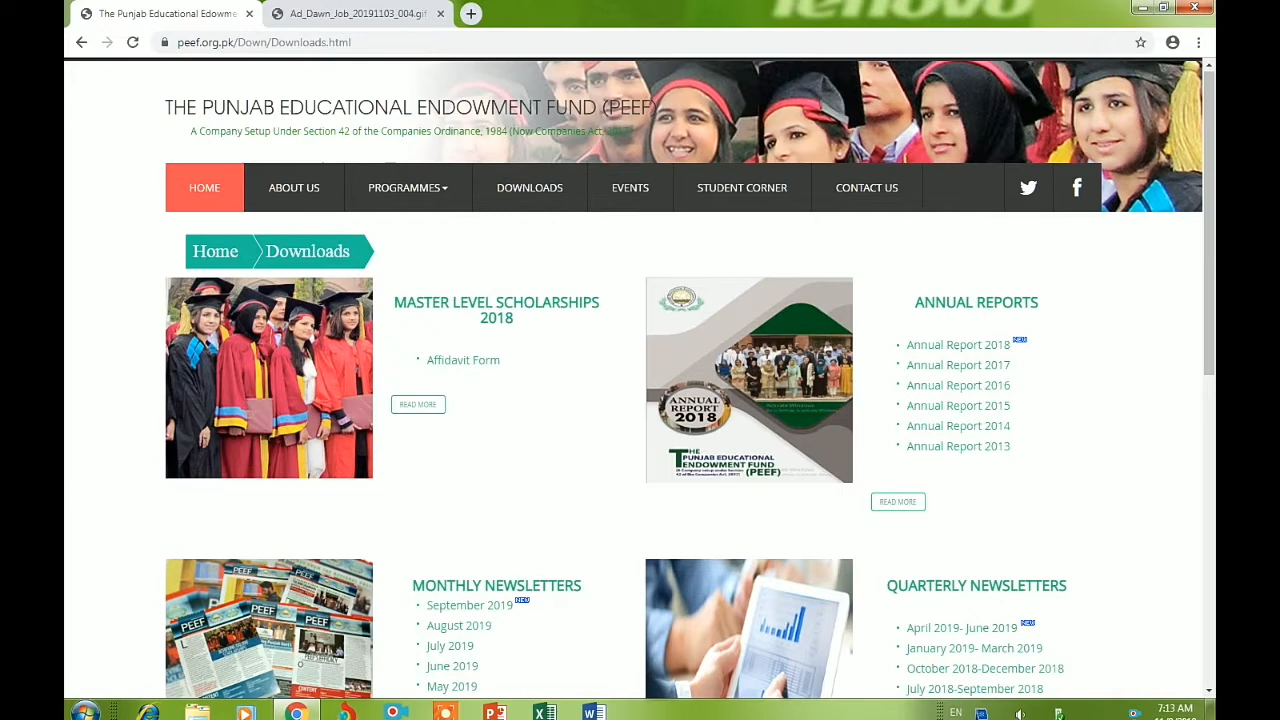 lenovo
The Punjab Educational Edowme
Ad_Dawn_Job_20191103_004.gif
peef.org.pk/Down/Downloads.html
THE PUNJAB EDUCATIONAL ENDOWMENT FUND (PEEF)
A Company Setup Under Section 42 of the Companies Ordinance, 1984 (Now Companies Act,
HOME
ABOUT US
PROGRAMMES
DOWNLOADS
EVENTS
STUDENT CORNER
CONTACT US
Home
Downloads
MASTER LEVEL SCHOLARSHIPS
2018
Affidavit Form
READ MORE
ANNUAL
REPORT
2018
THE
PUNJAB EDUCATIONAL
ENDOWMENT FUND
(PEEF)
ANNUAL REPORTS
Annual Report 2018 NEW
Annual Report 2017
Annual Report 2016
Annual Report 2015
Annual Report 2014
Annual Report 2013
READ MORE
PEEF
PEEF
PEEF
MONTHLY NEWSLETTERS
September 2019 NEW
August 2019
July 2019
June 2019
May 2019
QUARTERLY NEWSLETTERS
April 2019- June 2019 NEW
January 2019- March 2019
October 2018-December 2018
July 2018-September 2018
EN
7:13 AM